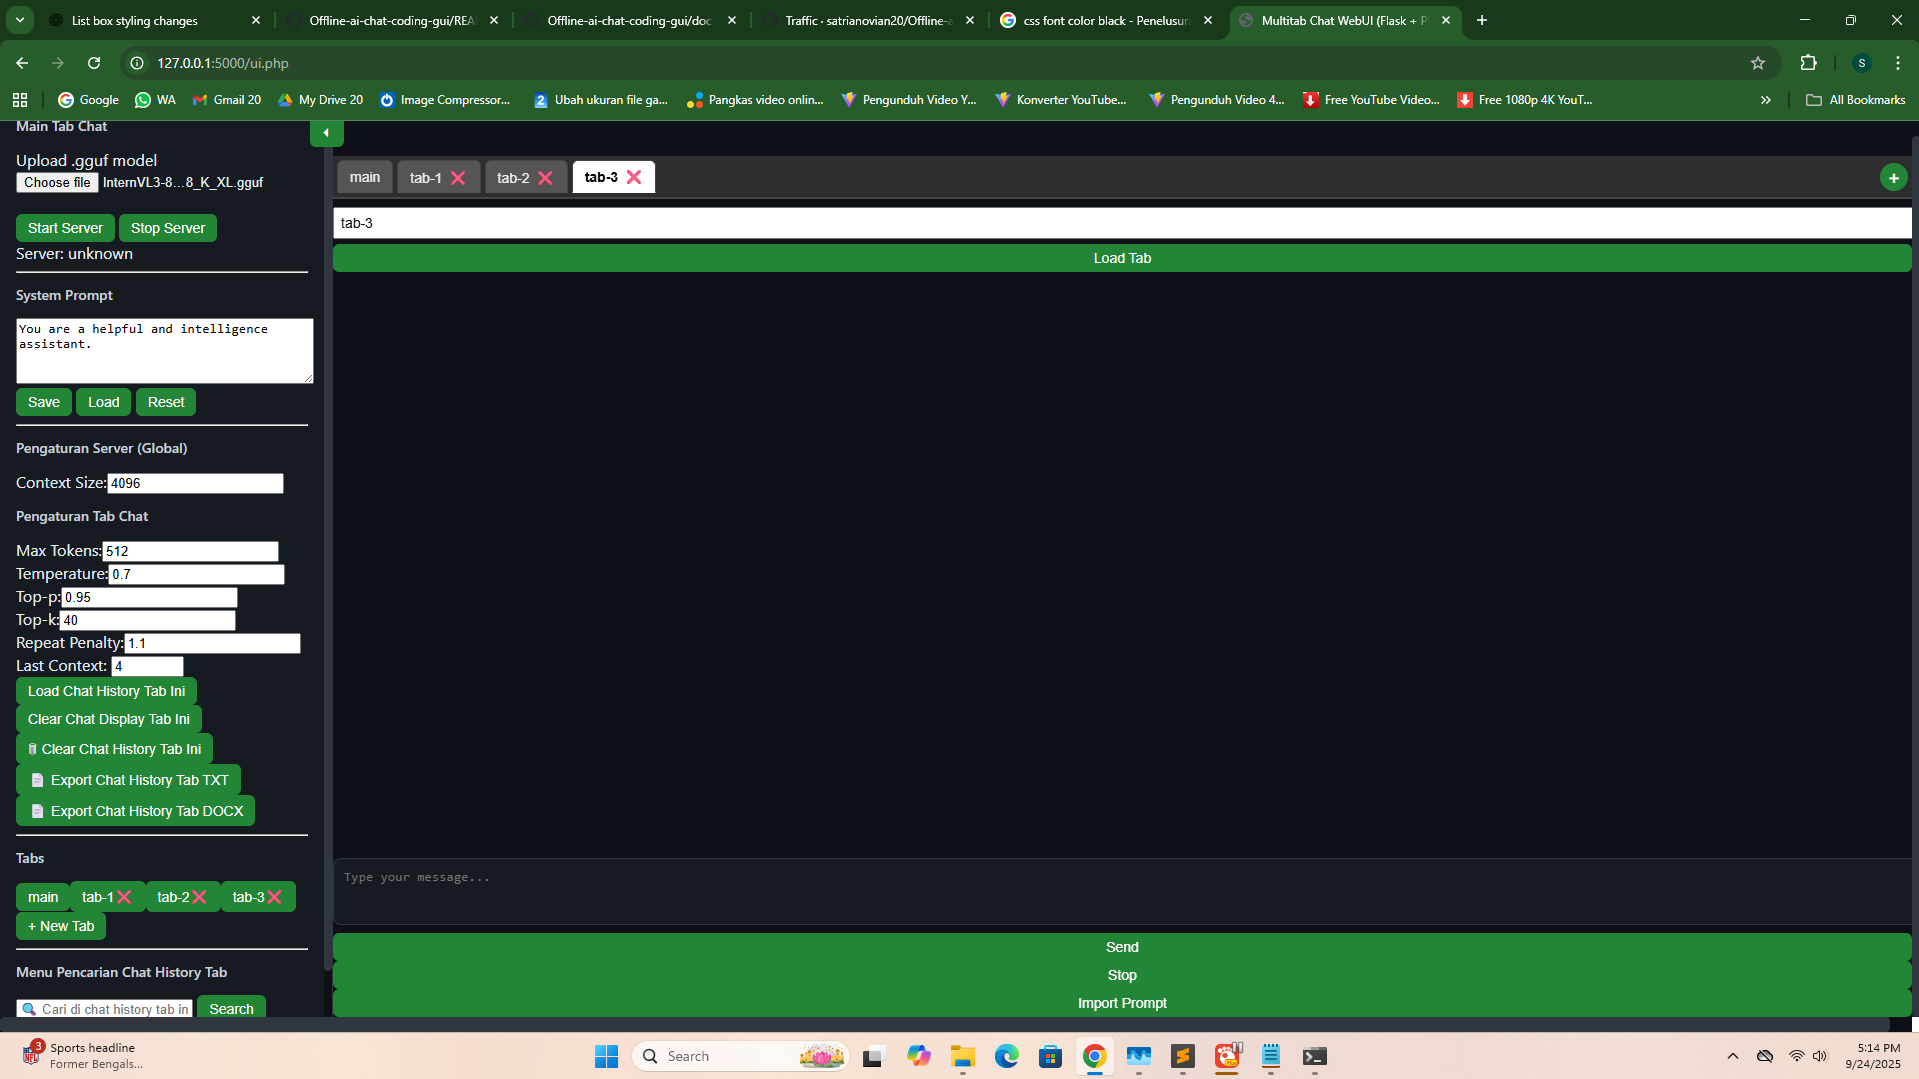 List box styling changes
Offline-ai-chat-coding-gui/REA
Offline-ai-chat-coding-gui/doc
Traffic · satrianovian20/Offline-a
css font color black - Penelusura
Multitab Chat WebUI (Flask + P
127.0.0.1:5000/ui.php
S
Google
WA
Gmail 20
My Drive 20
Image Compressor...
Ubah ukuran file ga...
Pangkas video onlin...
Pengunduh Video Y...
Konverter YouTube...
Pengunduh Video 4...
Free YouTube Video...
Free 1080p 4K YouT...
All Bookmarks
Main Tab Chat
Upload .gguf model
Choose file InternVL3-8...8_K_XL.gguf
Start Server Stop Server
Server: unknown
System Prompt
You are a helpful and intelligence
assistant.
Save Load Reset
Pengaturan Server (Global)
Context Size: 4096
Pengaturan Tab Chat
Max Tokens: 512
Temperature: 0.7
Top-p: 0.95
Top-k: 40
Repeat Penalty: 1.1
Last Context: 4
Load Chat History Tab Ini
Clear Chat Display Tab Ini
Clear Chat History Tab Ini
Export Chat History Tab TXT
Export Chat History Tab DOCX
Tabs
main tab-1 tab-2 tab-3
+ New Tab
Menu Pencarian Chat History Tab
Cari di chat history tab in Search
main tab-1 tab-2 tab-3
tab-3
Load Tab
Type your message...
Send
Stop
Import Prompt
3
Sports headline
Former Bengals...
Search
5:14 PM
9/24/2025